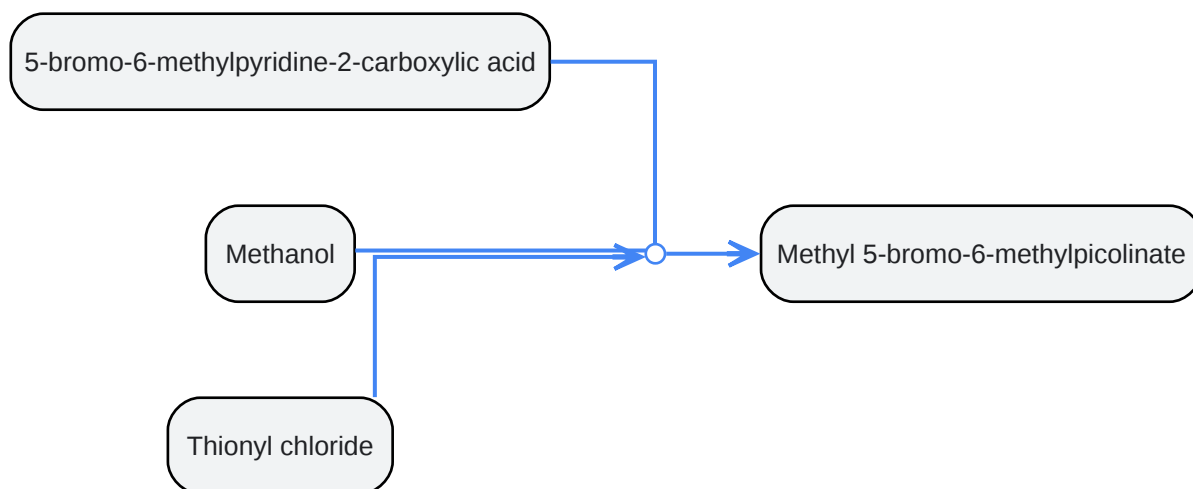 5-bromo-6-methylpyridine-2-carboxylic acid
Methanol
Methyl 5-bromo-6-methylpicolinate
Thionyl chloride